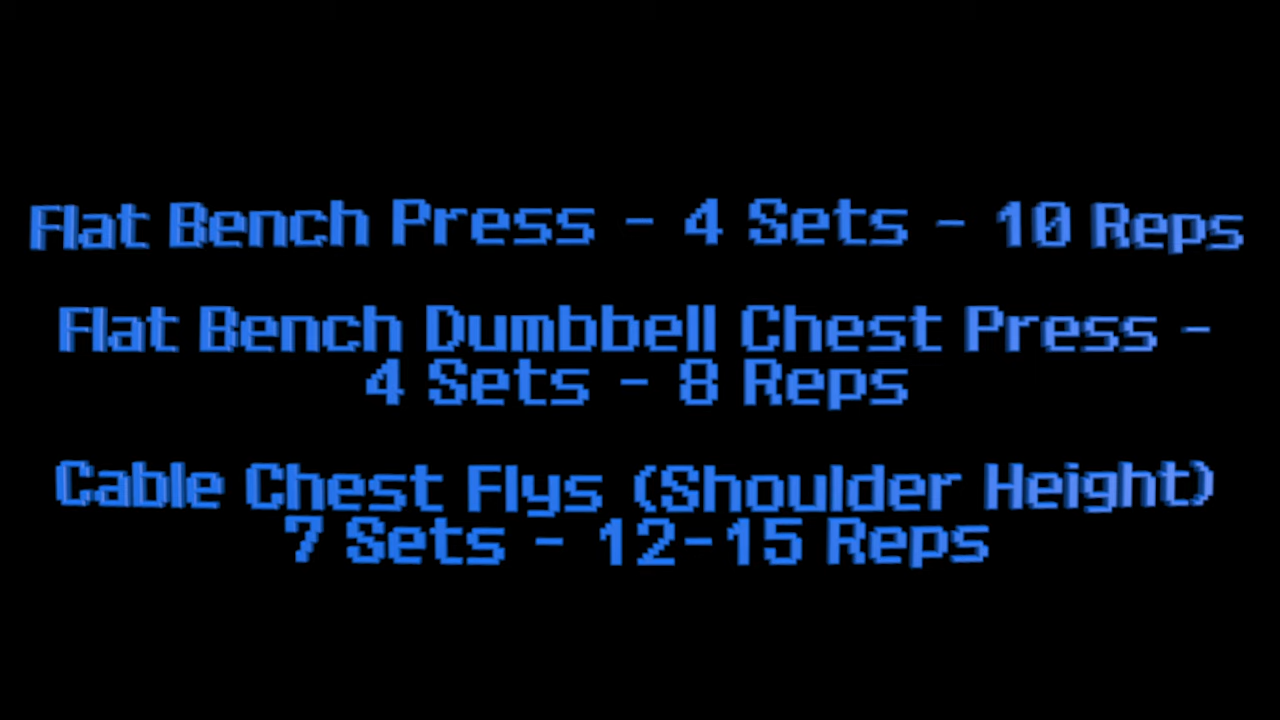 Flat Bench Press - 4 Sets - 10 Reps
Flat Bench Dumbbell Chest Press -
4 Sets - 8 Reps
Cable Chest Flys (Shoulder Height)
7 Sets - 12-15 Reps